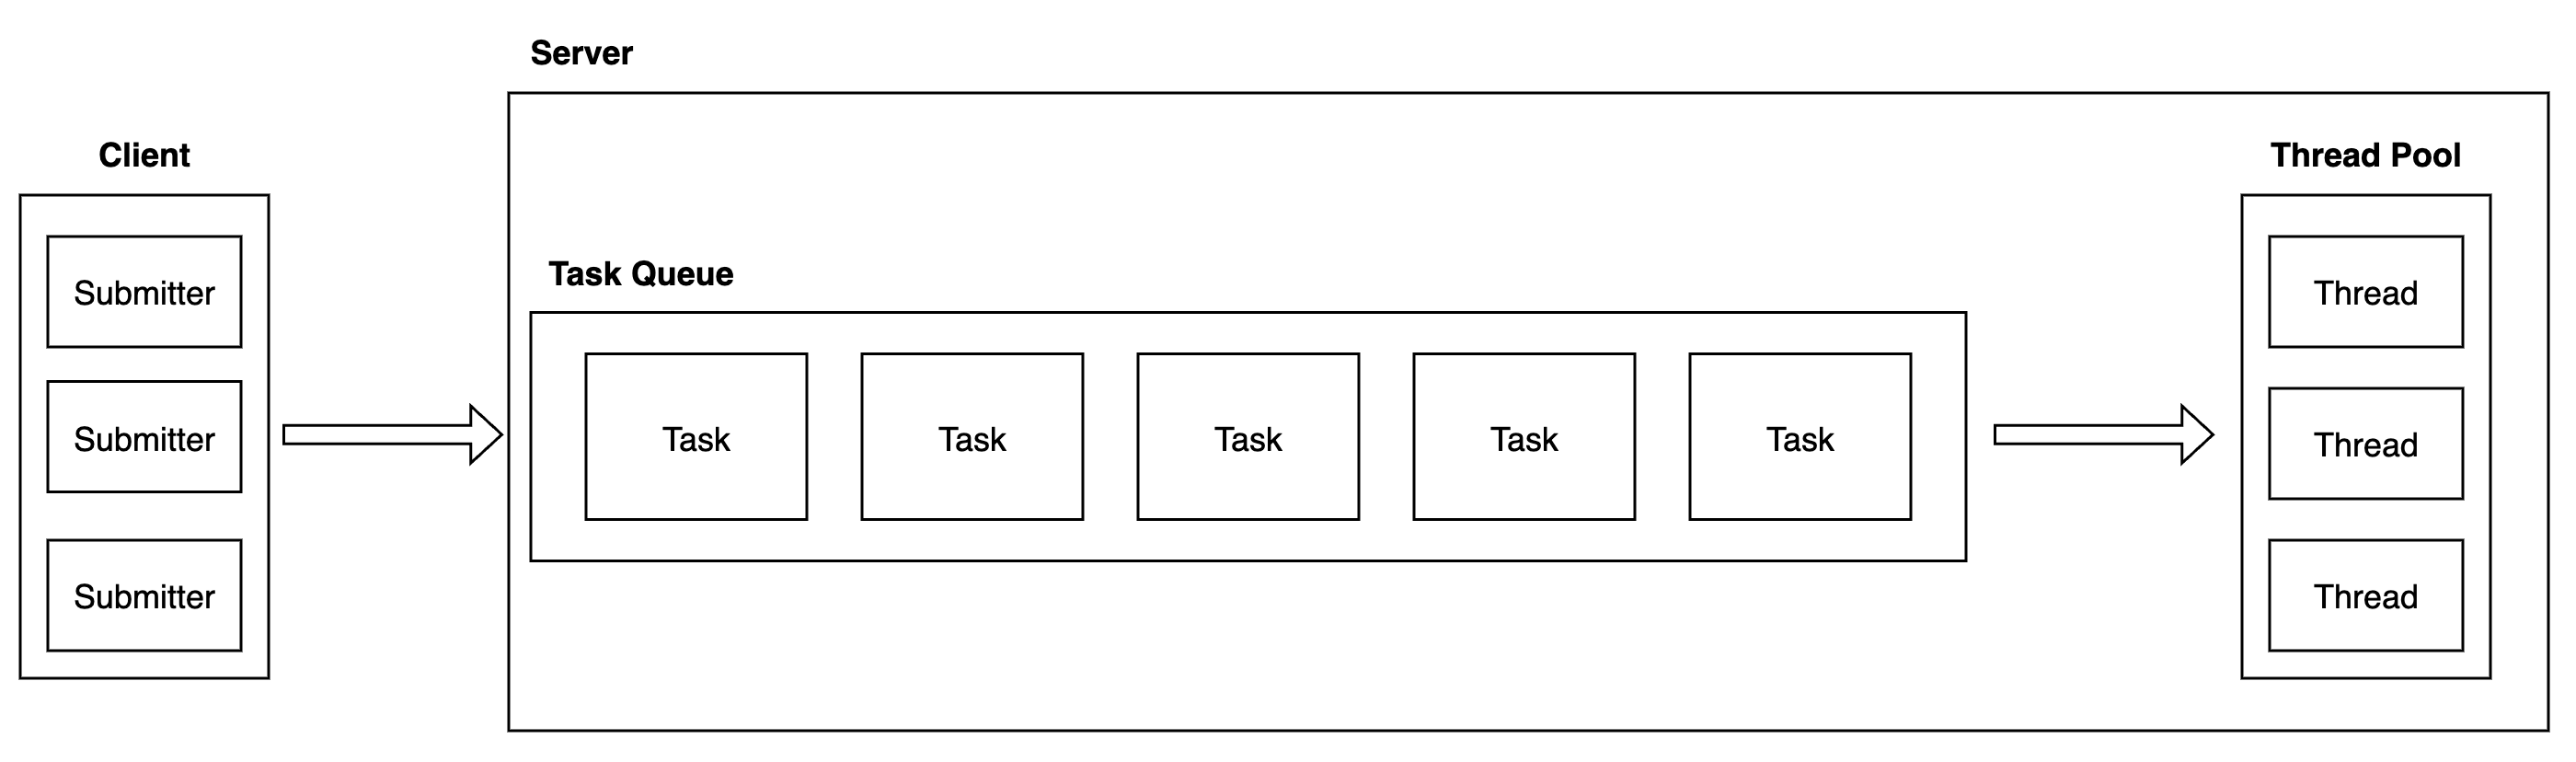 Server
Client
Submitter
Submitter
Submitter
Task Queue
Task
Task
Task
Task
Task
Thread Pool
Thread
Thread
Thread